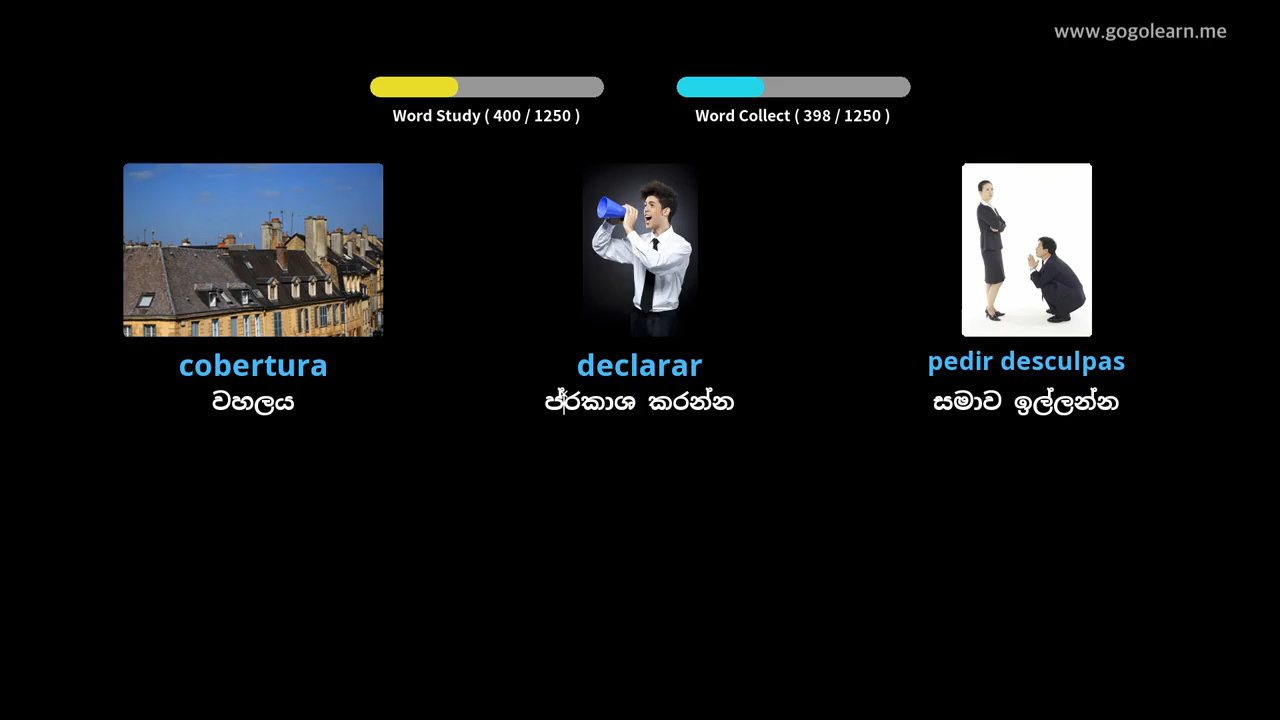 www.gogolearn.me
Word Study ( 400 / 1250 )
Word Collect ( 398 / 1250 )
cobertura
වහලය
declarar
ප්රකාශ කරන්න
pedir desculpas
සමාව ඉල්ලන්න